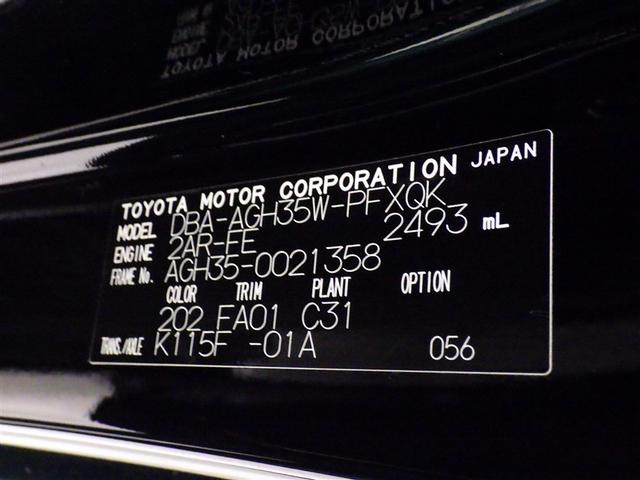 TOYOTA MOTOR CORPORATION JAPAN
MODEL DBA-AGH35W-PFXQK
ENGINE 2AR-FE 2493 mL
FRAME No. AGH35-0021358
COLOR TRIM PLANT OPTION
202 FA01 C31
TRANS./AXLE K115F -01A 056